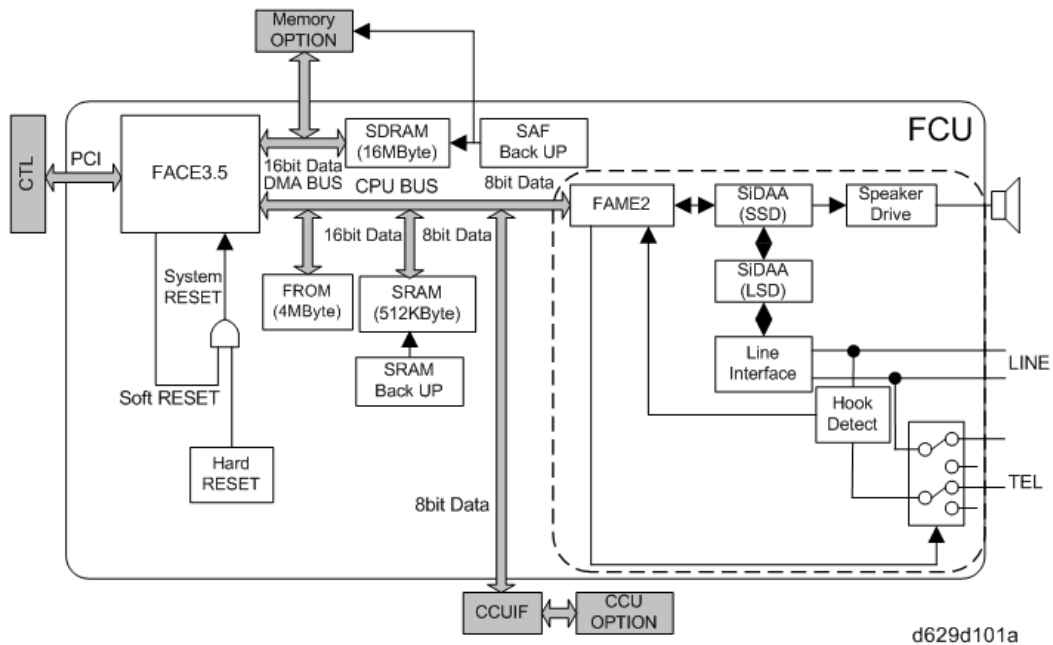 Memory
OPTION
FCU
CTL
PCI
FACE3.5
SDRAM
(16MByte)
SAF
Back UP
16bit Data
DMA BUS
CPU BUS
8bit Data
FAME2
SiDAA
(SSD)
Speaker
Drive
16bit Data
8bit Data
System
RESET
FROM
(4MByte)
SRAM
(512KByte)
SiDAA
(LSD)
Line
Interface
LINE
SRAM
Back UP
Soft RESET
Hook
Detect
Hard
RESET
TEL
8bit Data
CCUIF
CCU
OPTION
d629d101a